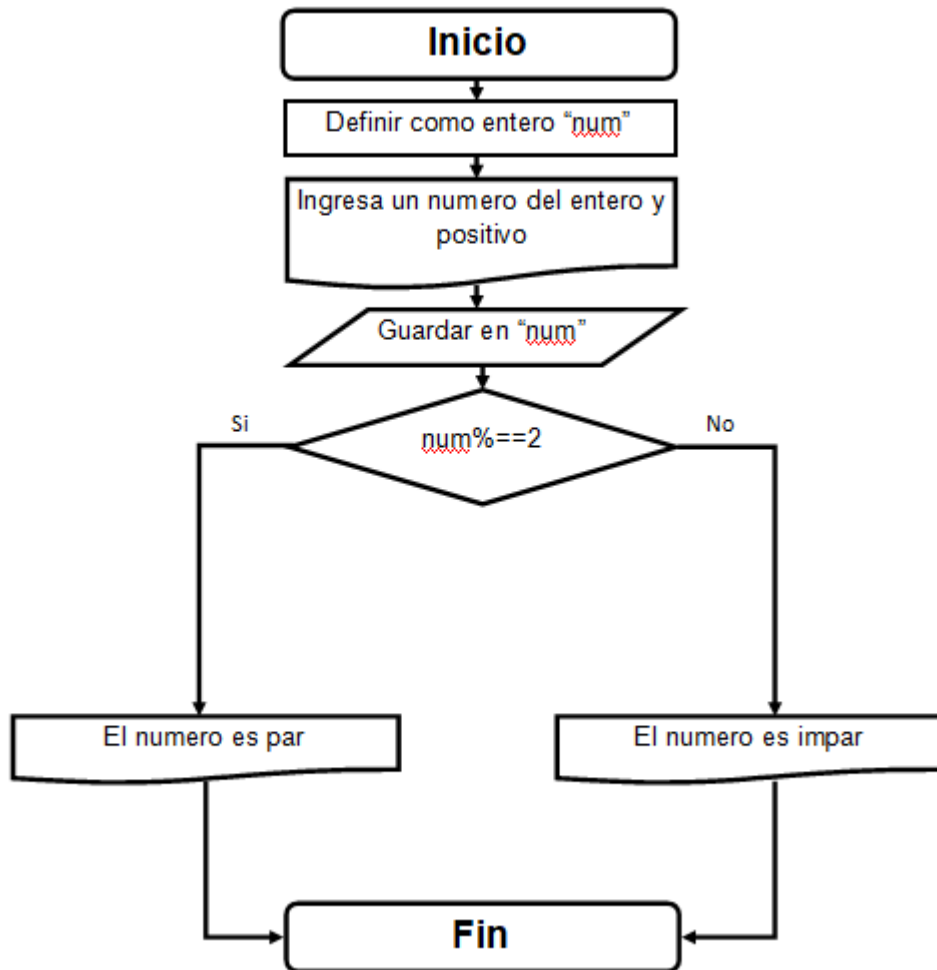 Inicio
Definir como entero “num”
Ingresa un numero del entero y
positivo
Guardar en “num”
Si
No
num%==2
El numero es par
El numero es impar
Fin